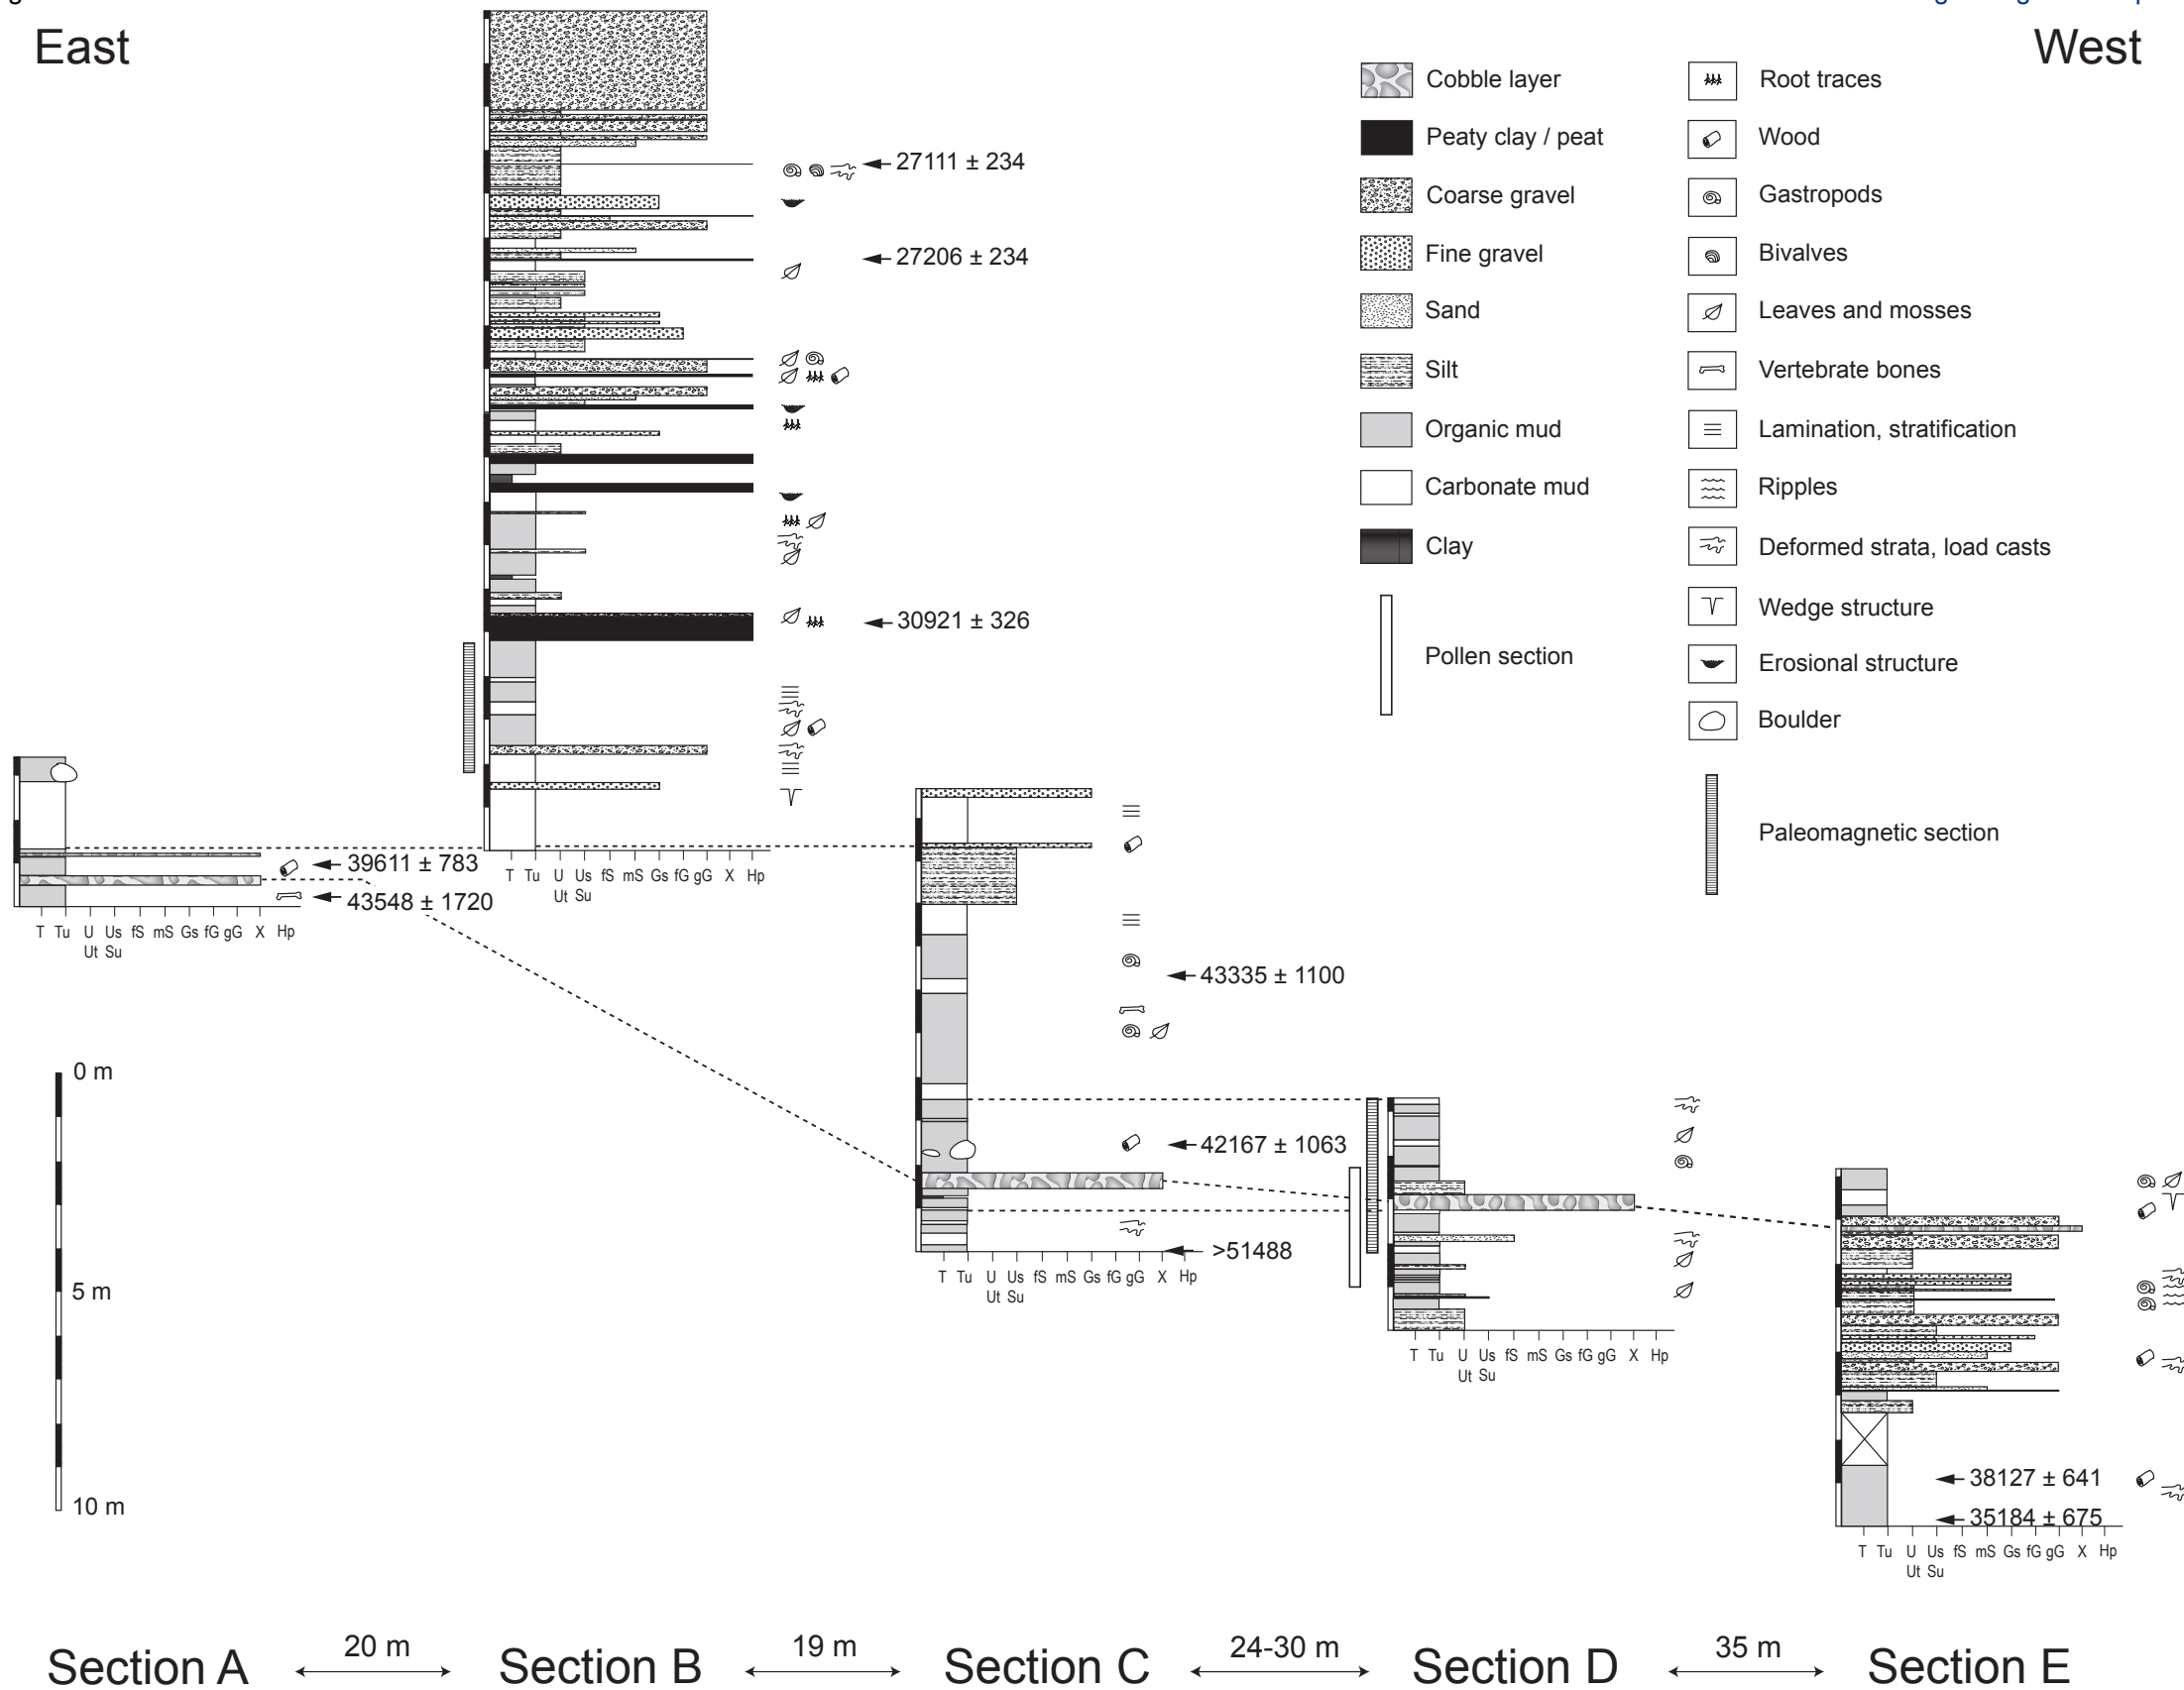 East
West
Cobble layer
Peaty clay / peat
Coarse gravel
Fine gravel
Sand
Silt
Organic mud
Carbonate mud
Clay
Pollen section
Root traces
Wood
Gastropods
Bivalves
Leaves and mosses
Vertebrate bones
Lamination, stratification
Ripples
Deformed strata, load casts
Wedge structure
Erosional structure
Boulder
Paleomagnetic section
27111 ± 234
27206 ± 234
30921 ± 326
T Tu U Us fS mS Gs fG gG X Hp
Ut Su
39611 ± 783
43548 ± 1720
T Tu U Us fS mS Gs fG gG X Hp
Ut Su
43335 ± 1100
42167 ± 1063
>51488
T Tu U Us fS mS Gs fG gG X Hp
Ut Su
T Tu U Us fS mS Gs fG gG X Hp
Ut Su
38127 ± 641
35184 ± 675
T Tu U Us fS mS Gs fG gG X Hp
Ut Su
0 m
5 m
10 m
Section A
20 m
Section B
19 m
Section C
24-30 m
Section D
35 m
Section E